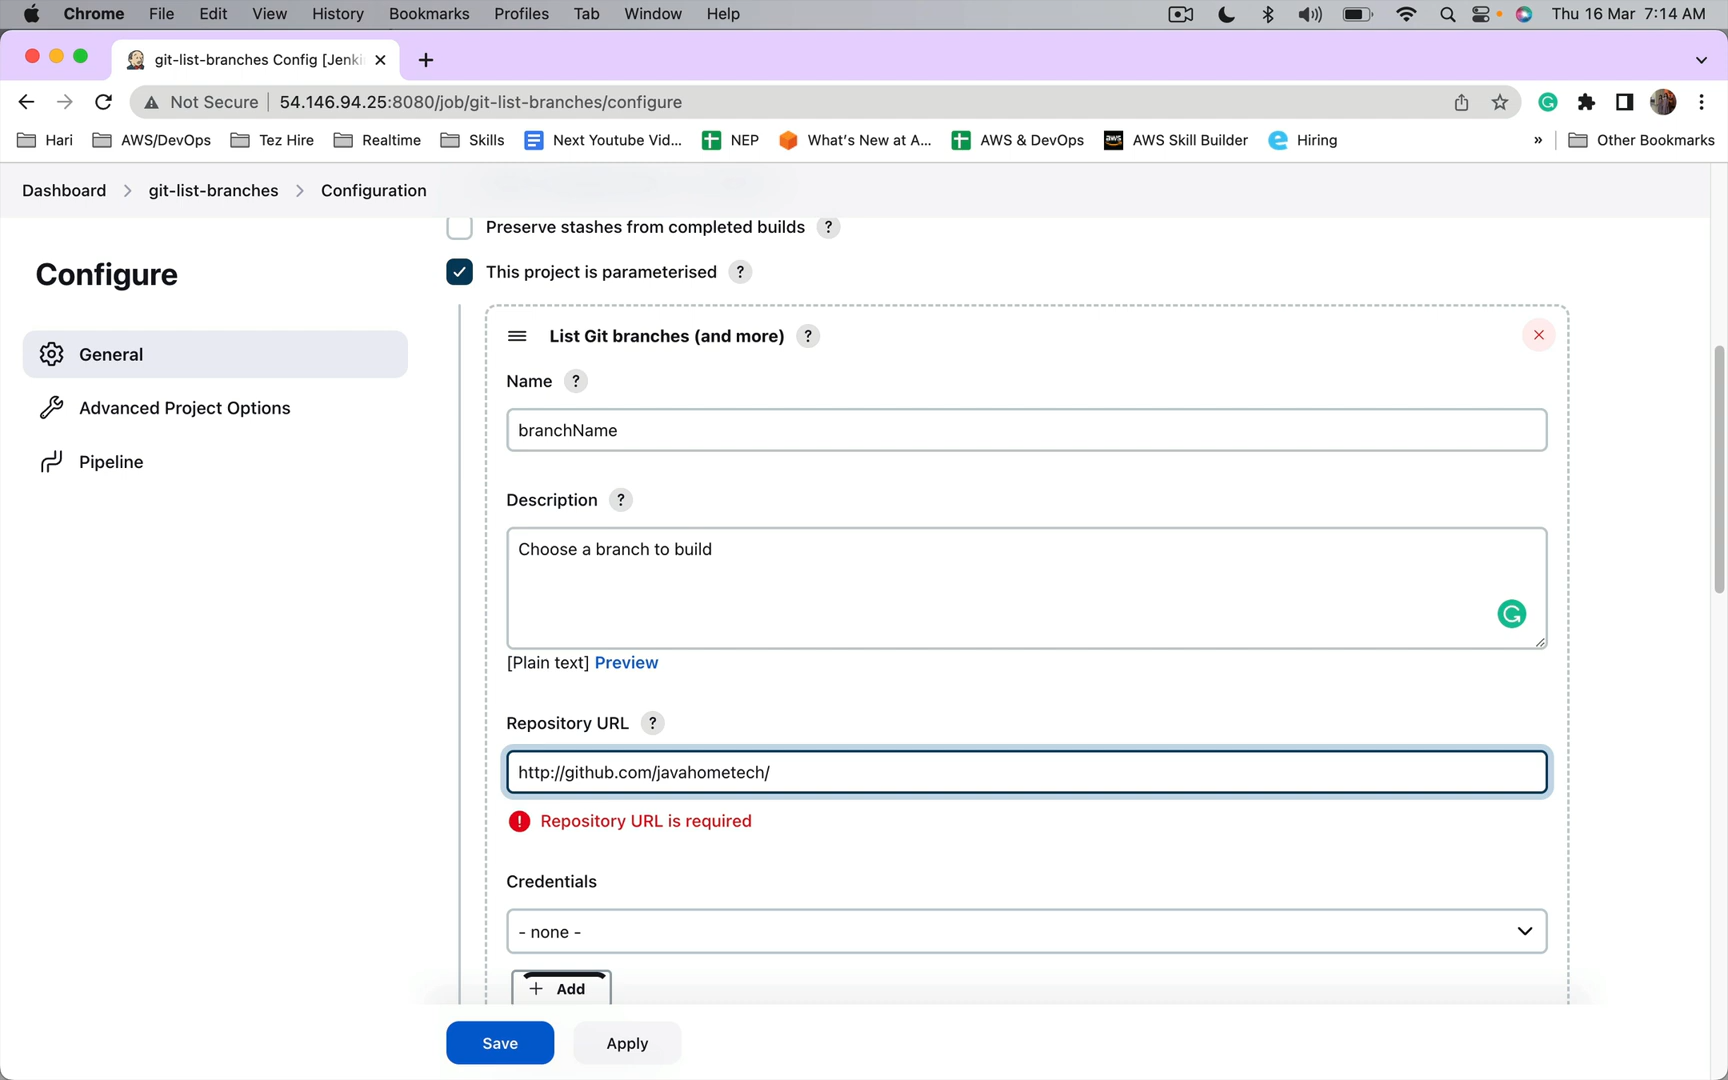 Chrome File Edit View History Bookmarks Profiles Tab Window Help Thu 16 Mar 7:14 AM
git-list-branches Config [Jenki
Not Secure 54.146.94.25:8080/job/git-list-branches/configure
Hari AWS/DevOps Tez Hire Realtime Skills Next Youtube Vid... NEP What's New at A... AWS & DevOps aws AWS Skill Builder Hiring » Other Bookmarks
Dashboard > git-list-branches > Configuration
Preserve stashes from completed builds ?
Configure
This project is parameterised ?
General
Advanced Project Options
Pipeline
List Git branches (and more) ?
Name ?
branchName
Description ?
Choose a branch to build
[Plain text] Preview
Repository URL ?
http://github.com/javahometech/
! Repository URL is required
Credentials
- none -
+ Add
Save Apply